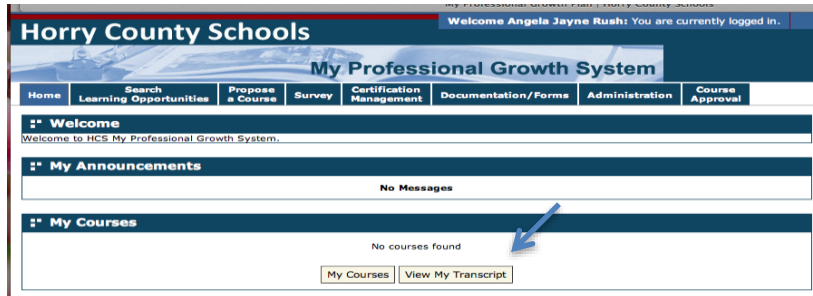 My Professional Growth Plan | Horry County Schools
Welcome Angela Jayne Rush: You are currently logged in.
Horry County Schools
My Professional Growth System
Home
Search Learning Opportunities
Propose a Course
Survey
Certification Management
Documentation/Forms
Administration
Course Approval
Welcome
Welcome to HCS My Professional Growth System.
My Announcements
No Messages
My Courses
No courses found
My Courses View My Transcript